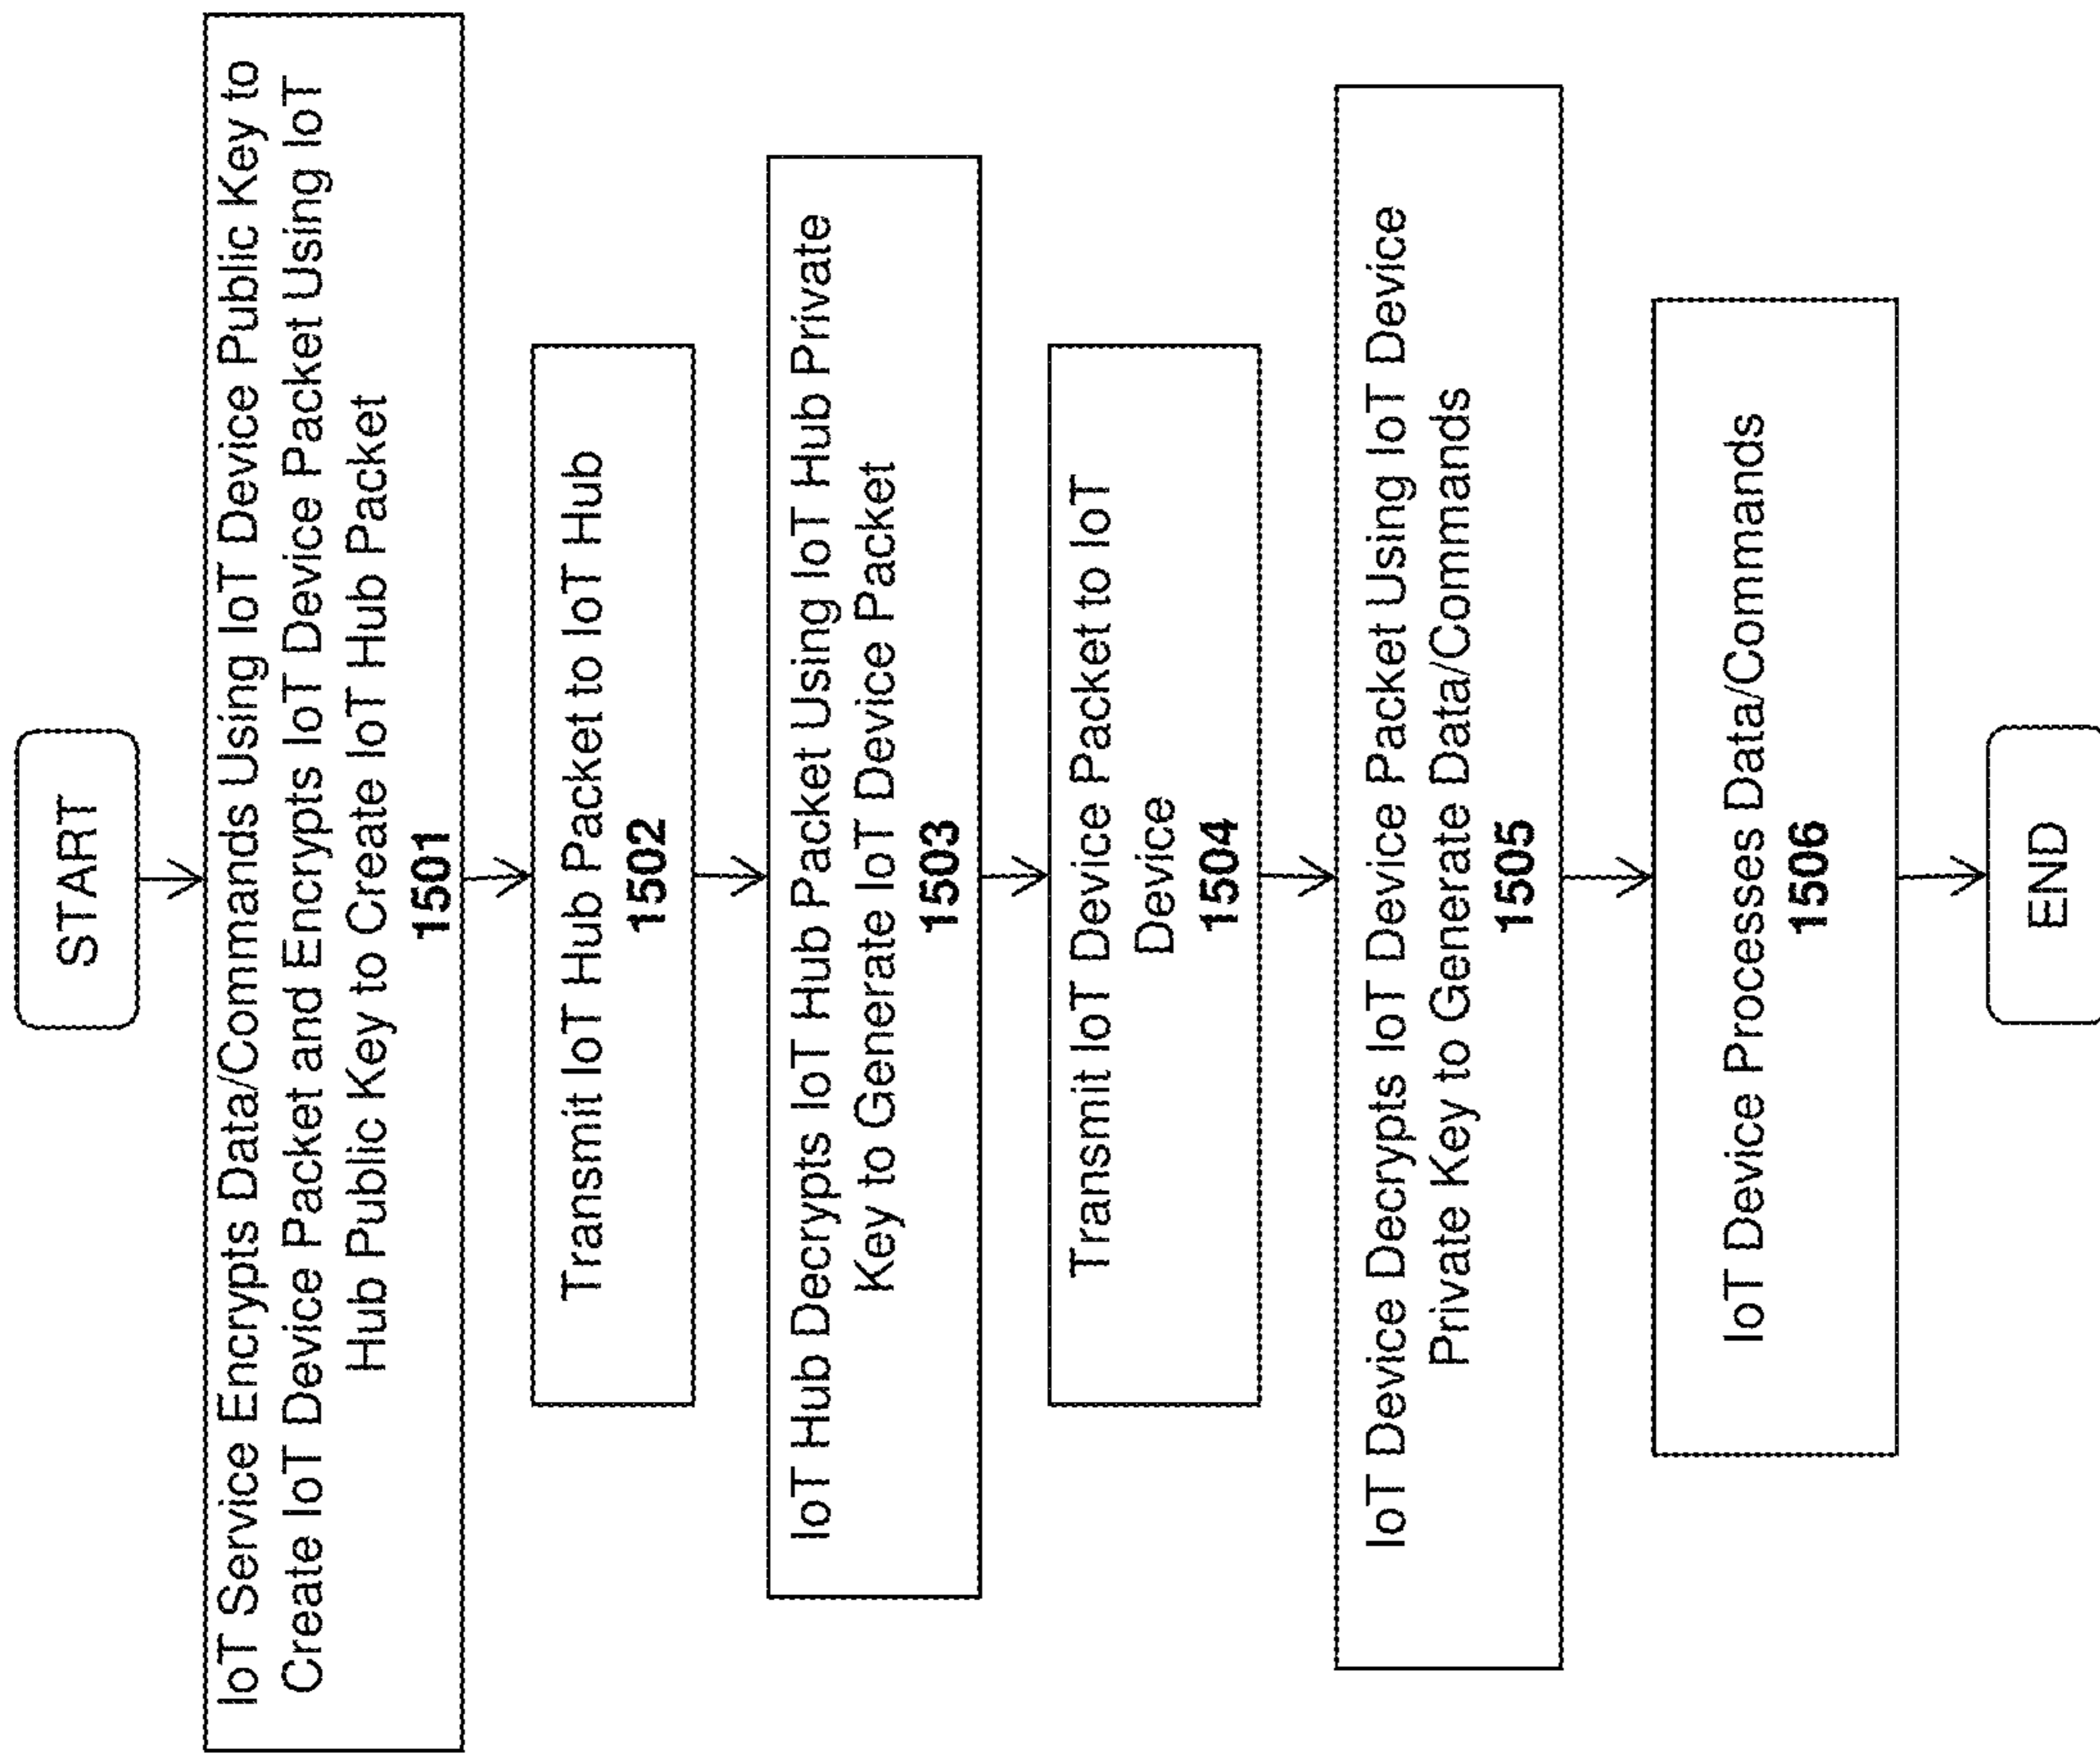 START
IoT Service Encrypts Data/Commands Using IoT Device Public Key to
Create IoT Device Packet and Encrypts IoT Device Packet Using IoT
Hub Public Key to Create IoT Hub Packet
1501
Transmit IoT Hub Packet to IoT Hub
1502
IoT Hub Decrypts IoT Hub Packet Using IoT Hub Private
Key to Generate IoT Device Packet
1503
Transmit IoT Device Packet to IoT
Device
1504
IoT Device Decrypts IoT Device Packet Using IoT Device
Private Key to Generate Data/Commands
1505
IoT Device Processes Data/Commands
1506
END